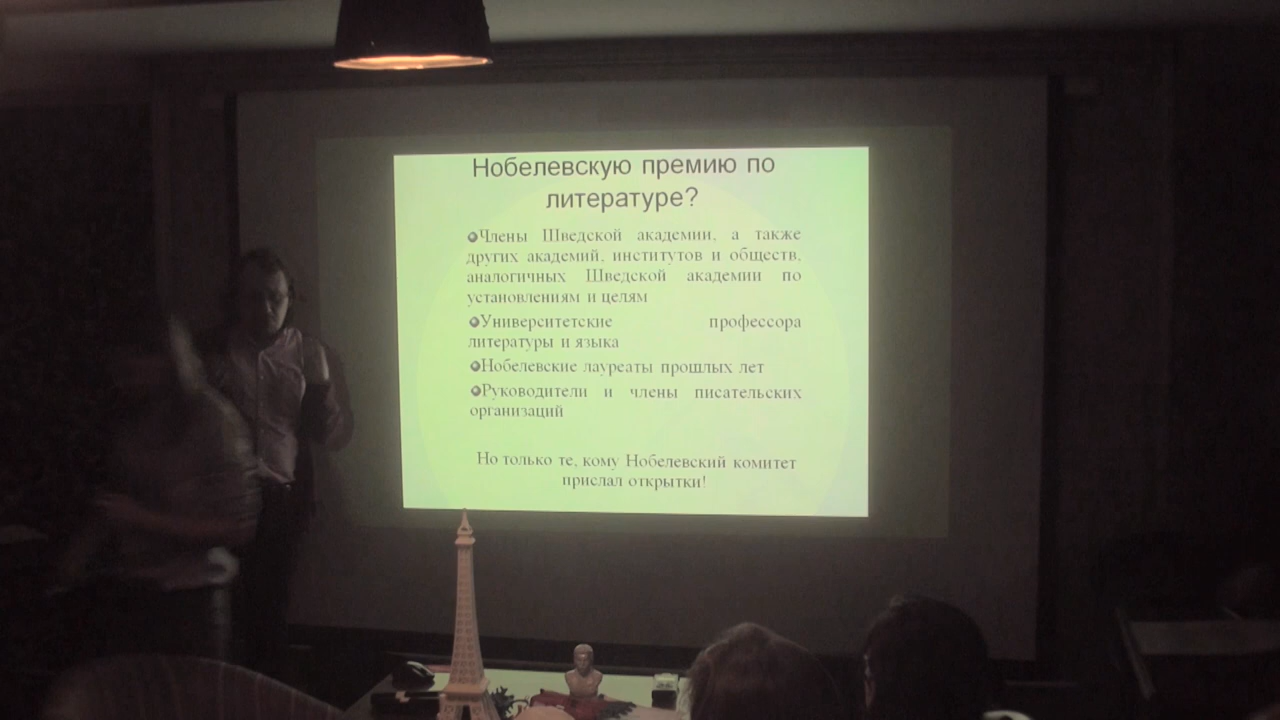 Нобелевскую премию по
литературе?
Члены Шведской академии, а также
других академий, институтов и обществ,
аналогичных Шведской академии по
установлениям и целям
Университетские профессора
литературы и языка
Нобелевские лауреаты прошлых лет
Руководители и члены писательских
организаций
Но только те, кому Нобелевский комитет
прислал открытки!